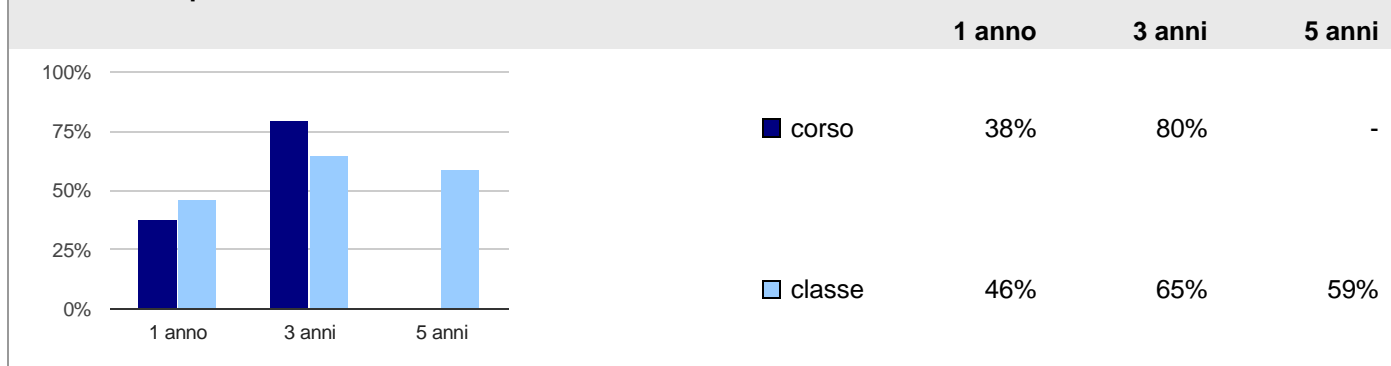 1 anno 3 anni 5 anni
100%
75%
50%
25%
0%
1 anno 3 anni 5 anni
corso 38% 80% -
classe 46% 65% 59%